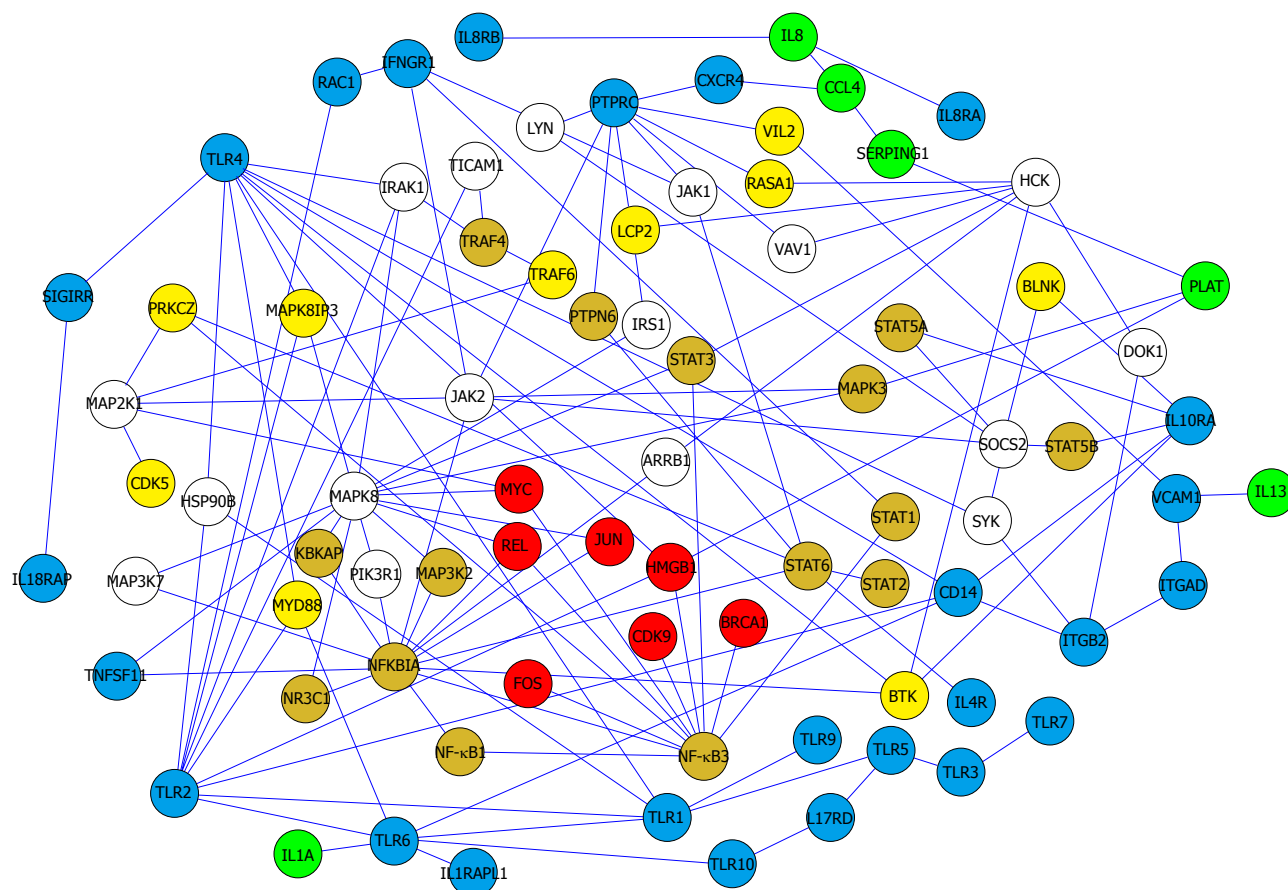 IL8RB
IL8
IFNGR1
RAC1
CXCR4
CCL4
PTPRC
IL8RA
LYN
VIL2
SERPING1
TLR4
TICAM1
IRAK1
JAK1
RASA1
HCK
TRAF4
LCP2
VAV1
TRAF6
SIGIRR
PRKCZ
MAPK8IP3
PTPN6
IRS1
BLNK
PLAT
STAT5A
STAT3
DOK1
MAP2K1
JAK2
MAPK3
IL10RA
SOCS2
STAT5B
ARRB1
CDK5
HSP90B
MAPK8
MYC
VCAM1
IL13
STAT1
SYK
KBKAP
REL
JUN
HMGB1
MAP3K7
PIK3R1
MAP3K2
STAT6
STAT2
IL18RAP
MYD88
CD14
ITGAD
CDK9
BRCA1
ITGB2
TNFSF11
NFKBIA
NR3C1
FOS
BTK
IL4R
NF-κB1
NF-κB3
TLR9
TLR5
TLR7
TLR3
TLR2
TLR1
L17RD
TLR6
IL1A
IL1RAPL1
TLR10